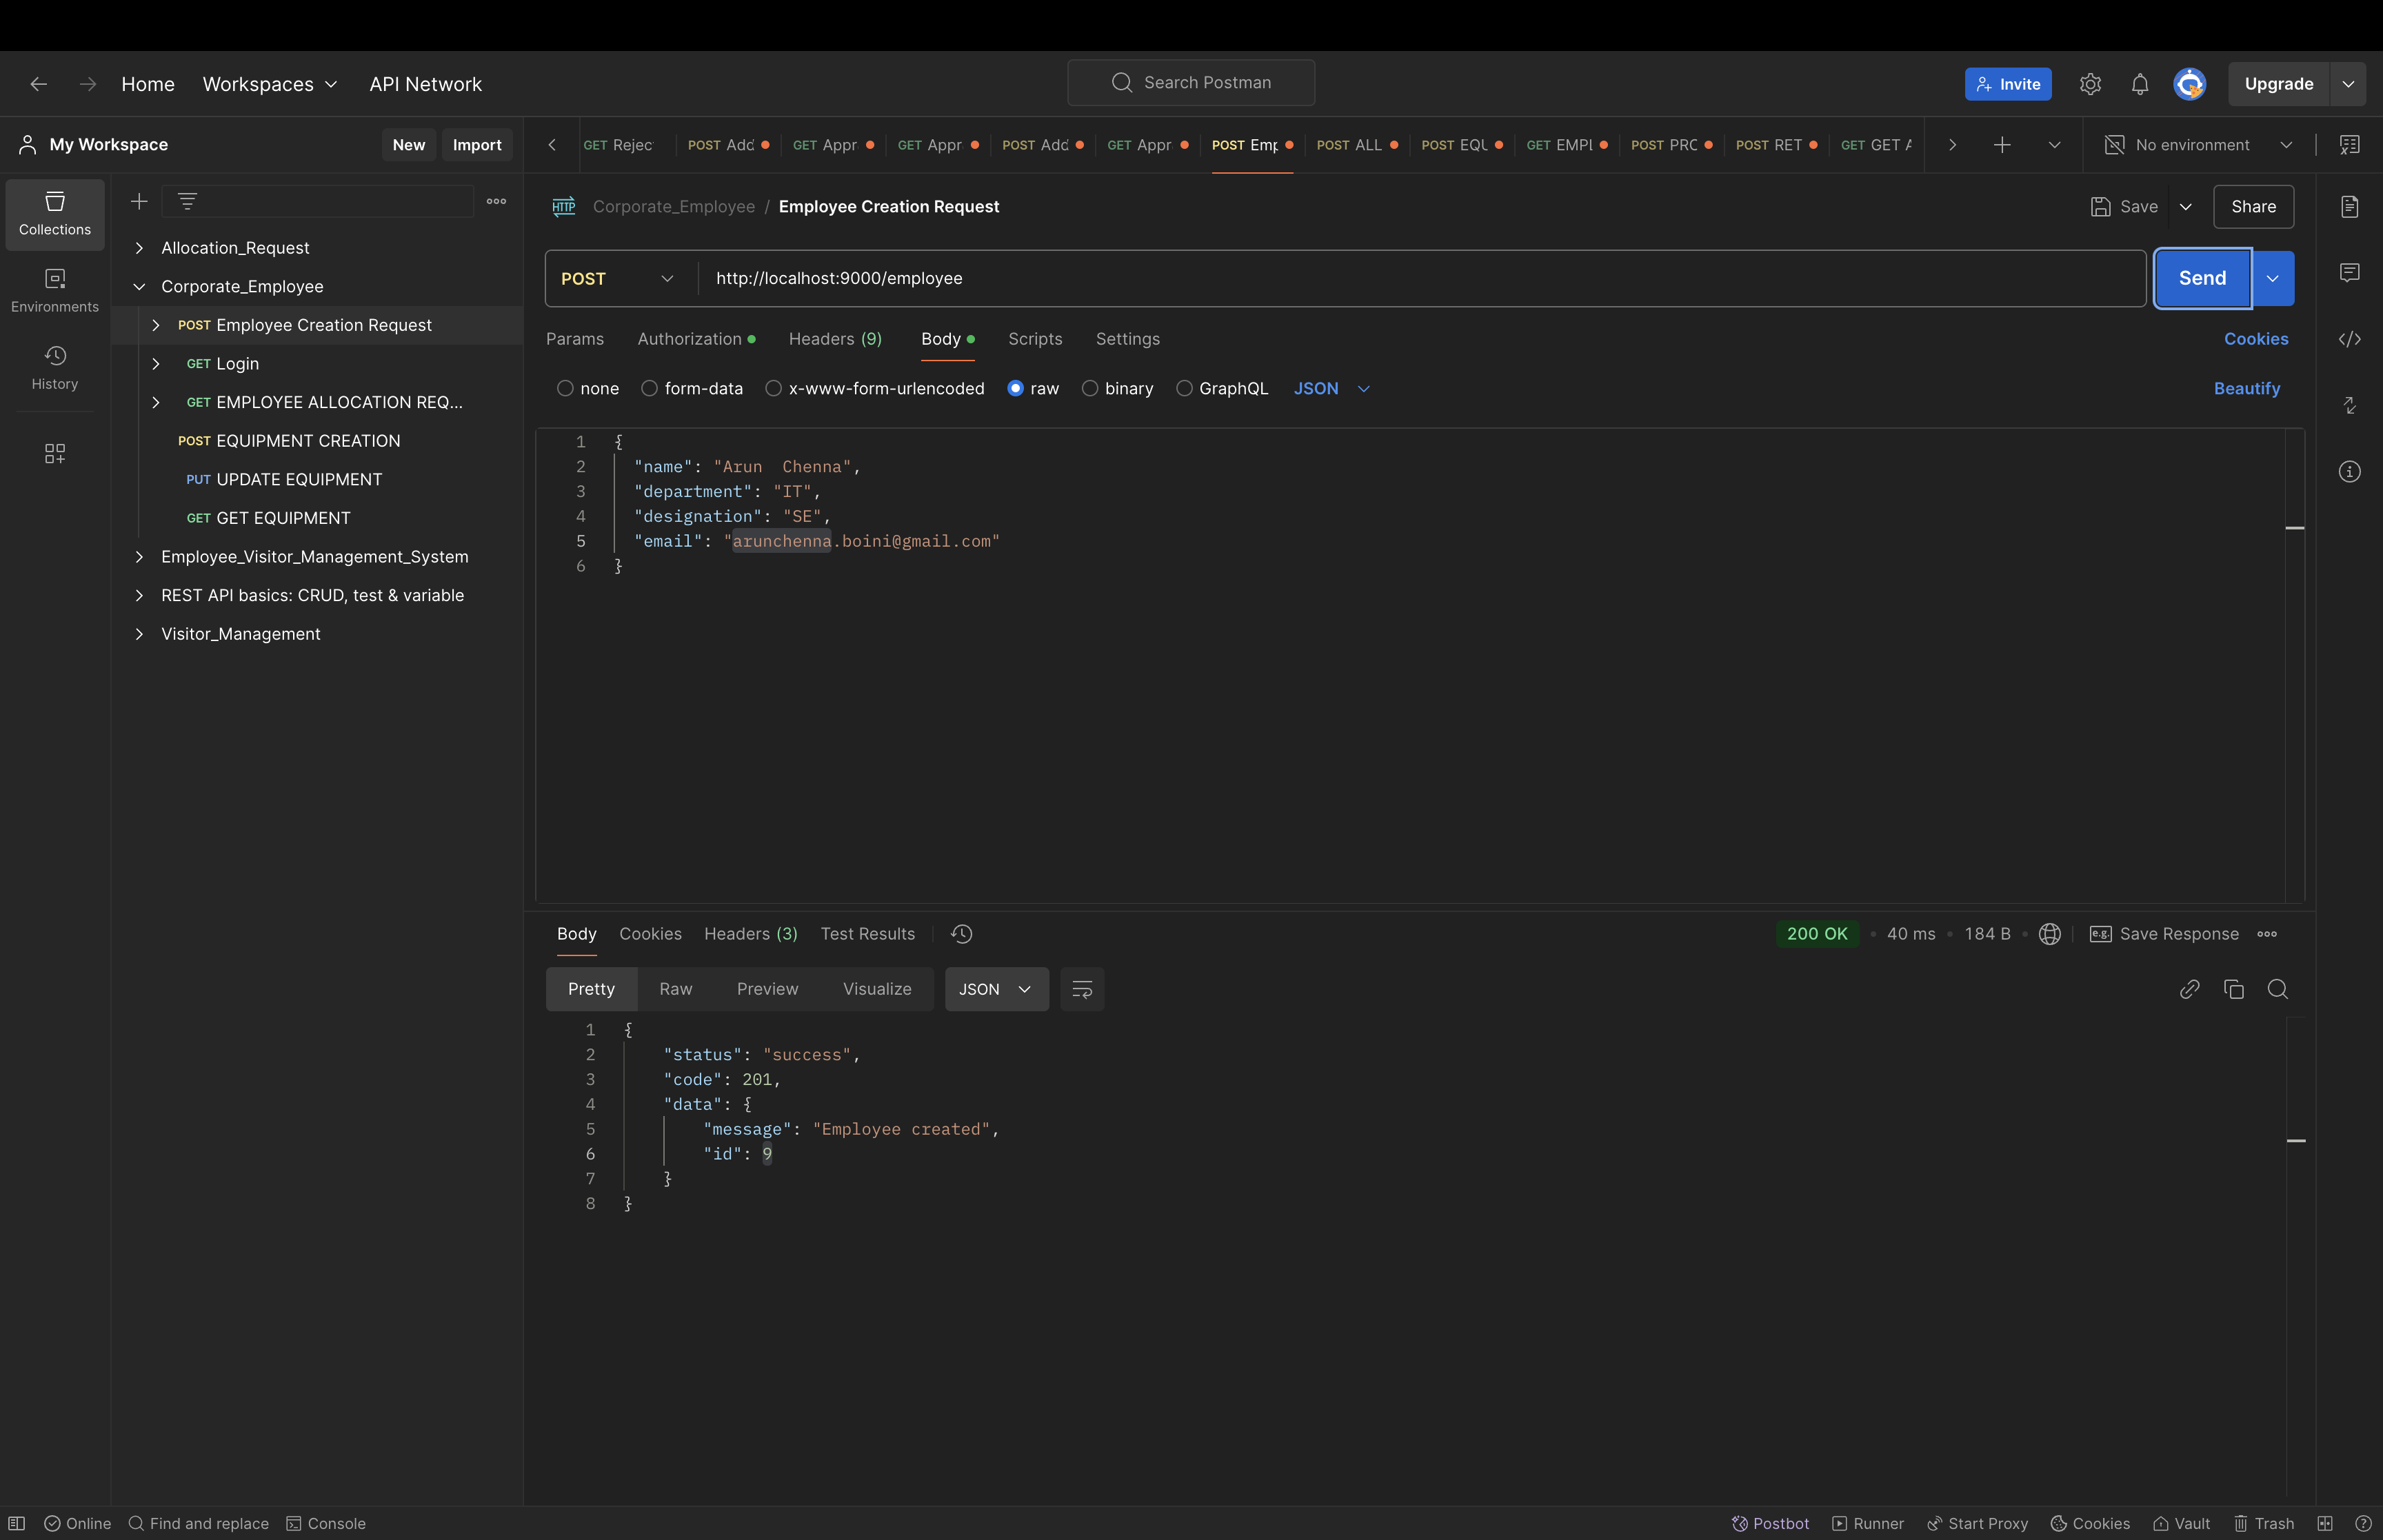 Home Workspaces API Network Search Postman Invite Upgrade
My Workspace New Import
GET Rejec POST Add GET Appr GET Appr POST Add GET Appr POST Emp POST ALL POST EQU GET EMPL POST PRO POST RET GET GET A No environment
Collections
Environments
History
Allocation_Request
Corporate_Employee
POST Employee Creation Request
GET Login
GET EMPLOYEE ALLOCATION REQ...
POST EQUIPMENT CREATION
PUT UPDATE EQUIPMENT
GET GET EQUIPMENT
Employee_Visitor_Management_System
REST API basics: CRUD, test & variable
Visitor_Management
HTTP Corporate_Employee / Employee Creation Request Save Share
POST http://localhost:9000/employee Send
Params Authorization Headers (9) Body Scripts Settings Cookies
none form-data x-www-form-urlencoded raw binary GraphQL JSON Beautify
1 {
2 "name": "Arun  Chenna",
3 "department": "IT",
4 "designation": "SE",
5 "email": "arunchenna.boini@gmail.com"
6 }
Body Cookies Headers (3) Test Results 200 OK 40 ms 184 B e.g. Save Response
Pretty Raw Preview Visualize JSON
1 {
2 "status": "success",
3 "code": 201,
4 "data": {
5 "message": "Employee created",
6 "id": 9
7 }
8 }
Online Find and replace Console Postbot Runner Start Proxy Cookies Vault Trash